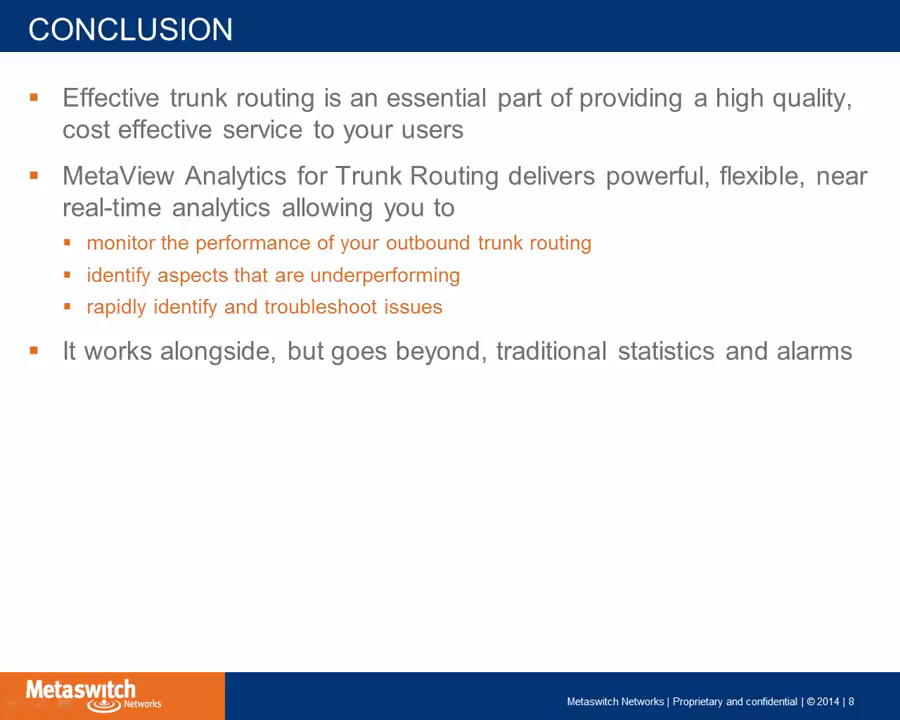 CONCLUSION
Effective trunk routing is an essential part of providing a high quality,
cost effective service to your users
MetaView Analytics for Trunk Routing delivers powerful, flexible, near
real-time analytics allowing you to
monitor the performance of your outbound trunk routing
identify aspects that are underperforming
rapidly identify and troubleshoot issues
It works alongside, but goes beyond, traditional statistics and alarms
Metaswitch
Networks
Metaswitch Networks | Proprietary and confidential | © 2014 | 8